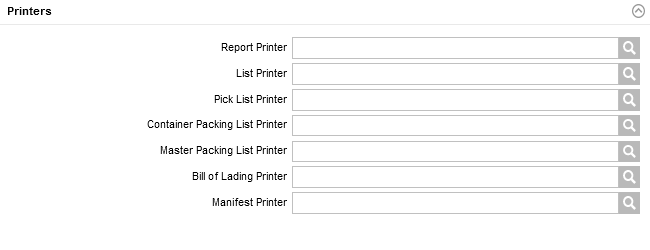 Printers
Report Printer
List Printer
Pick List Printer
Container Packing List Printer
Master Packing List Printer
Bill of Lading Printer
Manifest Printer